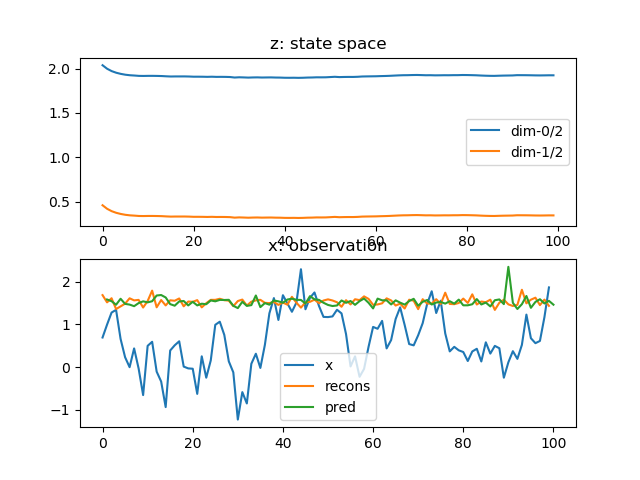 z: state space
2.0
1.5
1.0
0.5
dim-0/2
dim-1/2
0 20 40 60 80 100
x: observation
2
1
0
−1
x
recons
pred
0 20 40 60 80 100